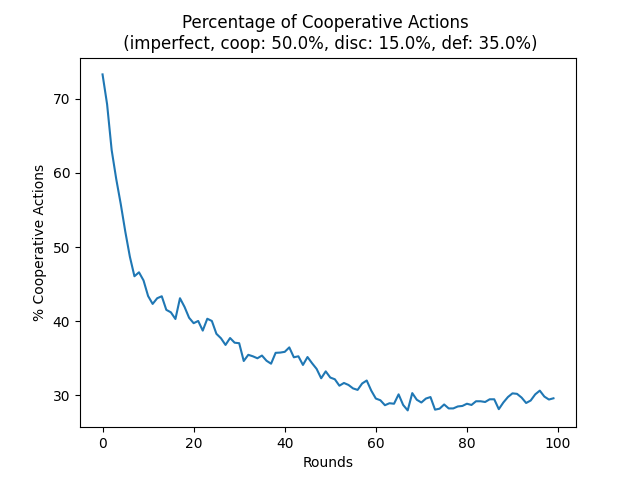 Percentage of Cooperative Actions
(imperfect, coop: 50.0%, disc: 15.0%, def: 35.0%)
% Cooperative Actions
70
60
50
40
30
0 20 40 60 80 100
Rounds